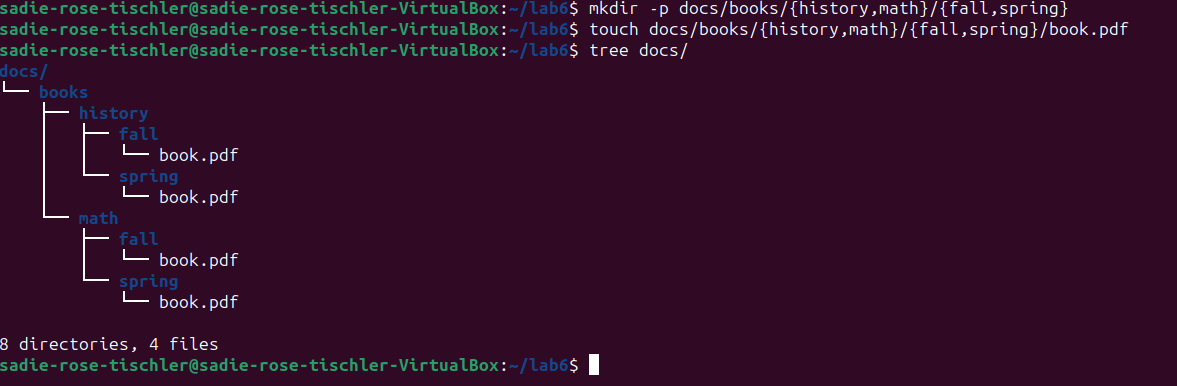 sadie-rose-tischler@sadie-rose-tischler-VirtualBox:~/lab6$ mkdir -p docs/books/{history,math}/{fall,spring}
sadie-rose-tischler@sadie-rose-tischler-VirtualBox:~/lab6$ touch docs/books/{history,math}/{fall,spring}/book.pdf
sadie-rose-tischler@sadie-rose-tischler-VirtualBox:~/lab6$ tree docs/
docs/
└── books
    ├── history
    │   ├── fall
    │   │   └── book.pdf
    │   └── spring
    │       └── book.pdf
    └── math
        ├── fall
        │   └── book.pdf
        └── spring
            └── book.pdf

8 directories, 4 files
sadie-rose-tischler@sadie-rose-tischler-VirtualBox:~/lab6$